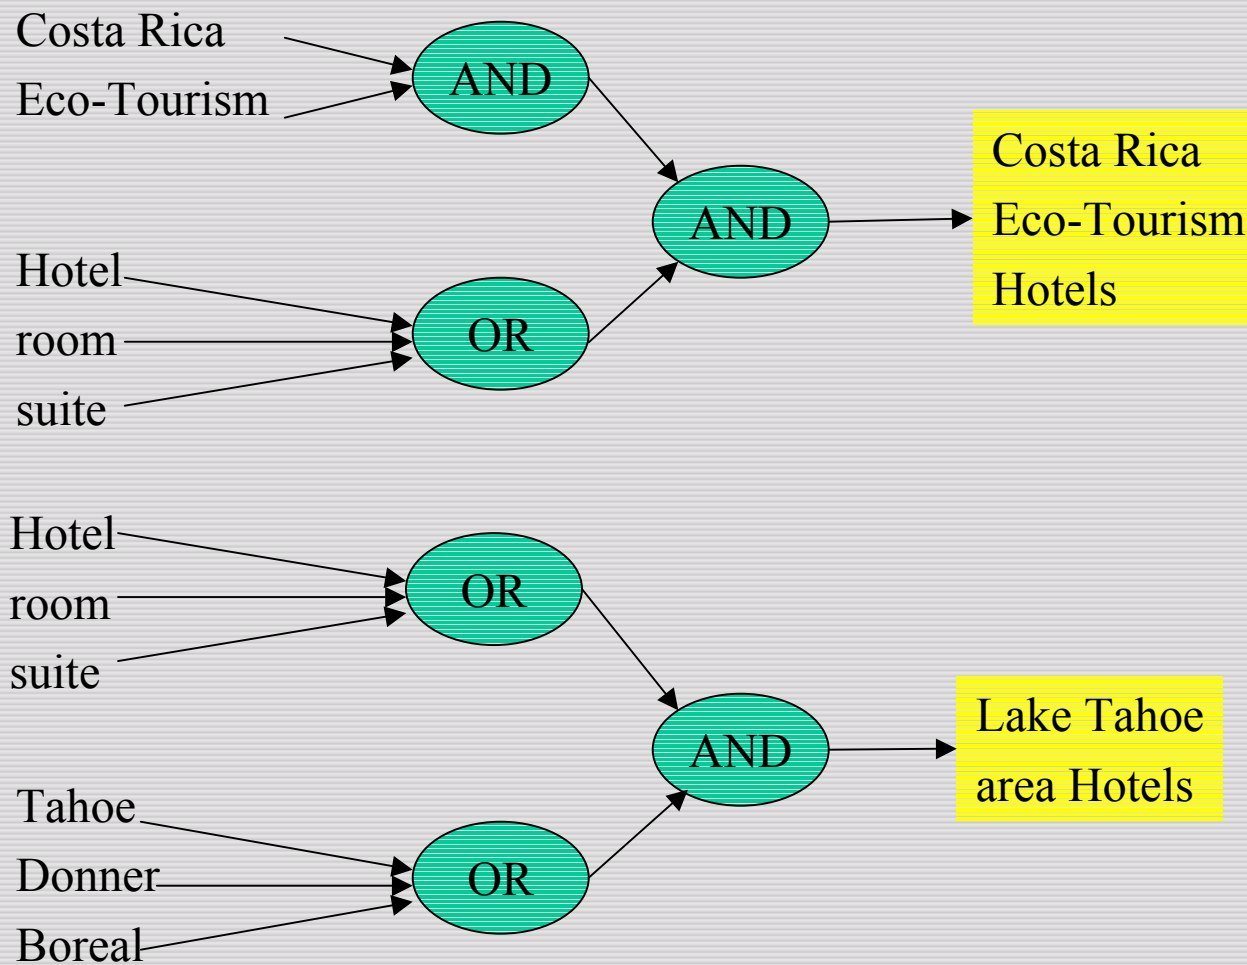 Costa Rica
Eco-Tourism
AND
Hotel
room
suite
OR
AND
Costa Rica
Eco-Tourism
Hotels
Hotel
room
suite
OR
Tahoe
Donner
Boreal
OR
AND
Lake Tahoe
area Hotels